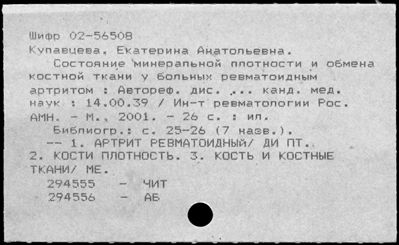 Шифр 02-56508
Купавцева, Екатерина Анатольевна.
Состояние минеральной плотности и обмена
костной ткани у больных ревматоидным
артритом : Автореф. дис. ... канд. мед.
наук : 14.00.39 / Ин-т ревматологии Рос.
АМН. - М., 2001. - 26 с. : ил.
Библиогр.: с. 25-26 (7 назв.).
-- 1. АРТРИТ РЕВМАТОИДНЫЙ/ ДИ ПТ.
2. КОСТИ ПЛОТНОСТЬ. 3. КОСТЬ И КОСТНЫЕ
ТКАНИ/ МЕ.
294555 - ЧИТ
294556 - АБ